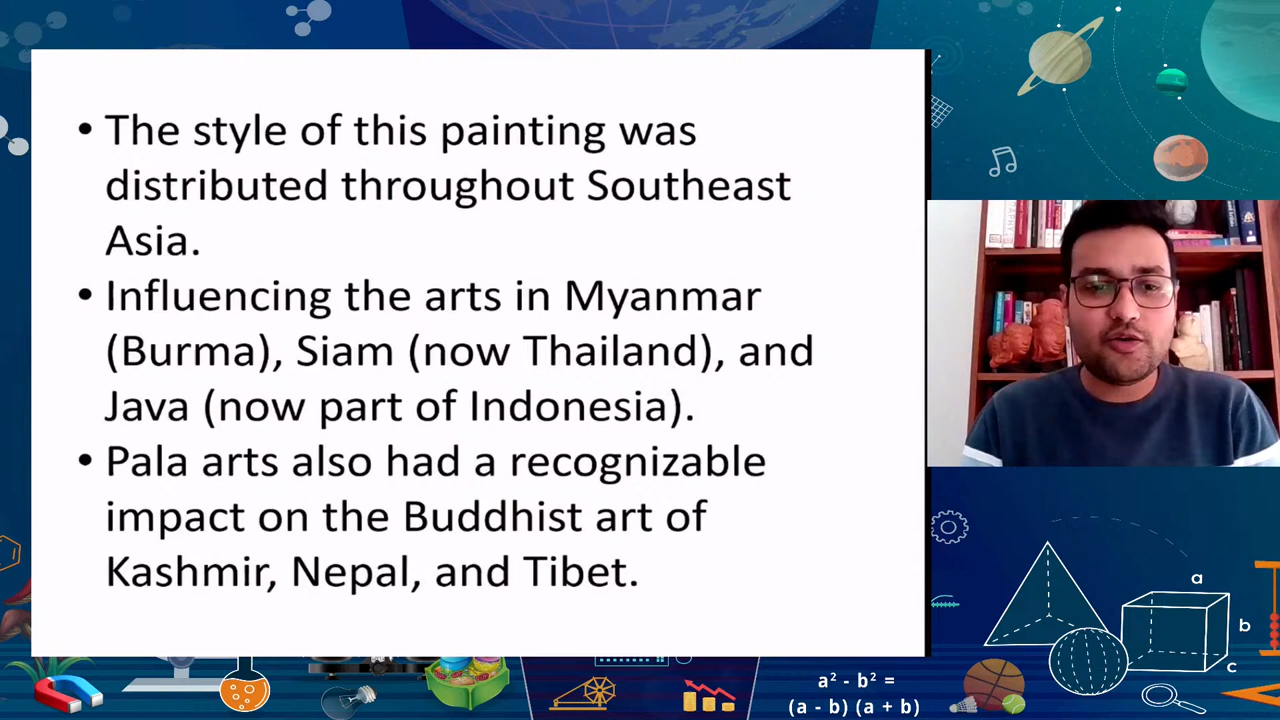 • The style of this painting was
distributed throughout Southeast
Asia.
• Influencing the arts in Myanmar
(Burma), Siam (now Thailand), and
Java (now part of Indonesia).
• Pala arts also had a recognizable
impact on the Buddhist art of
Kashmir, Nepal, and Tibet.
a
b
c
a² - b² =
(a - b) (a + b)